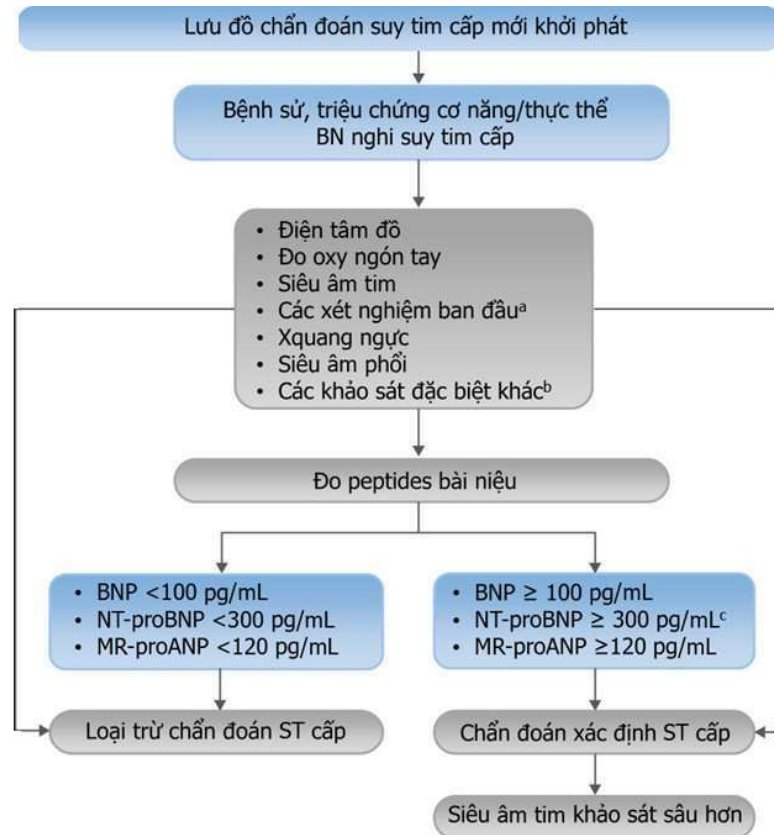 Lưu đồ chẩn đoán suy tim cấp mới khởi phát
Bệnh sử, triệu chứng cơ năng/thực thể
BN nghi suy tim cấp
• Điện tâm đồ
• Đo oxy ngón tay
• Siêu âm tim
• Các xét nghiệm ban đầuᵃ
• Xquang ngực
• Siêu âm phổi
• Các khảo sát đặc biệt khácᵇ
Đo peptides bài niệu
• BNP <100 pg/mL
• NT-proBNP <300 pg/mL
• MR-proANP <120 pg/mL
• BNP ≥ 100 pg/mL
• NT-proBNP ≥ 300 pg/mLᶜ
• MR-proANP ≥120 pg/mL
Loại trừ chẩn đoán ST cấp
Chẩn đoán xác định ST cấp
Siêu âm tim khảo sát sâu hơn